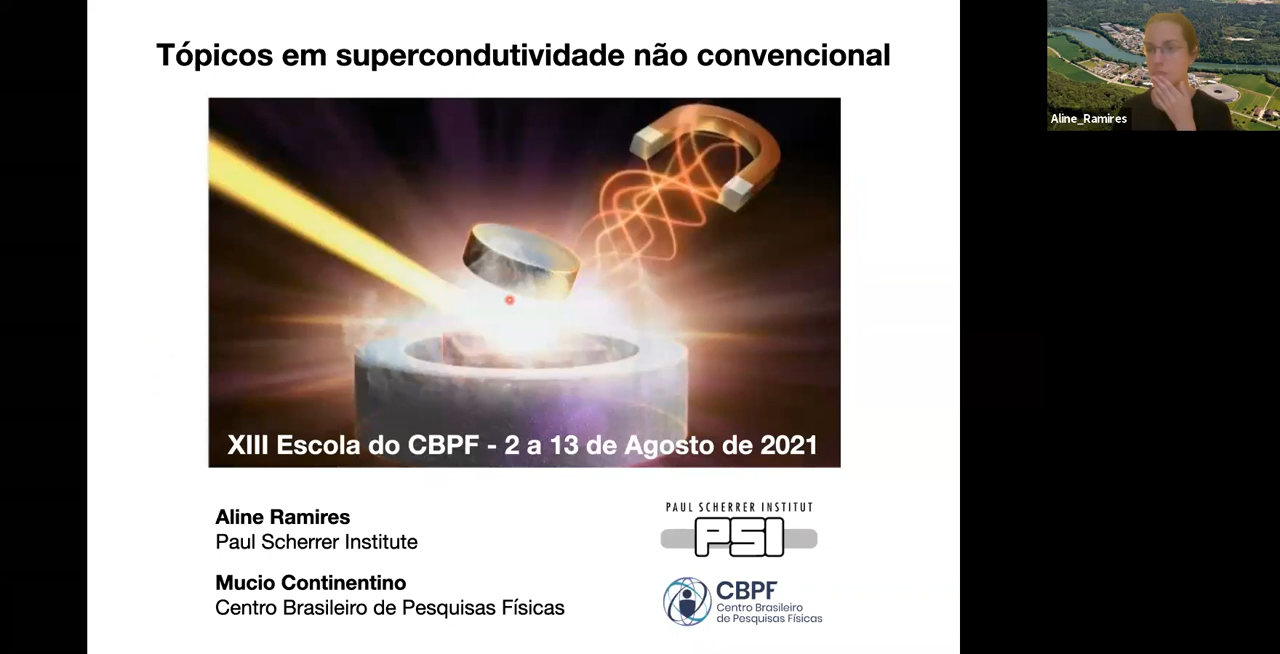 Tópicos em supercondutividade não convencional
Aline_Ramires
XIII Escola do CBPF - 2 a 13 de Agosto de 2021
Aline Ramires
Paul Scherrer Institute
Mucio Continentino
Centro Brasileiro de Pesquisas Físicas
PAUL SCHERRER INSTITUT
PSI
CBPF
Centro Brasileiro
de Pesquisas Físicas